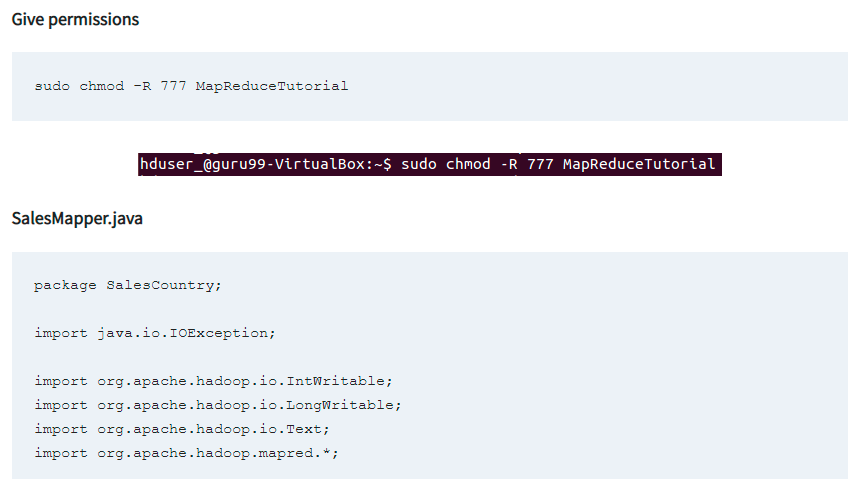 Give permissions
sudo chmod -R 777 MapReduceTutorial
hduser_@guru99-VirtualBox:~$ sudo chmod -R 777 MapReduceTutorial
SalesMapper.java
package SalesCountry;
import java.io.IOException;
import org.apache.hadoop.io.IntWritable;
import org.apache.hadoop.io.LongWritable;
import org.apache.hadoop.io.Text;
import org.apache.hadoop.mapred.*;